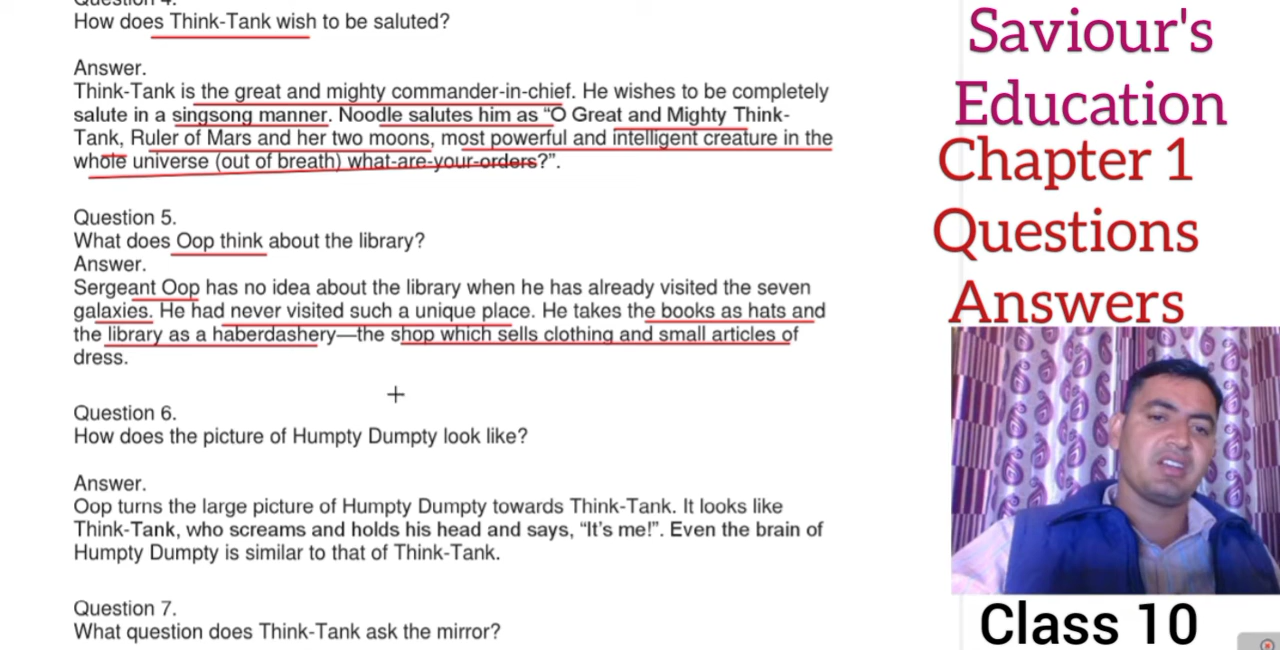 Question 4.
How does Think-Tank wish to be saluted?
Answer.
Think-Tank is the great and mighty commander-in-chief. He wishes to be completely
salute in a singsong manner. Noodle salutes him as “O Great and Mighty Think-
Tank, Ruler of Mars and her two moons, most powerful and intelligent creature in the
whole universe (out of breath) what-are-your-orders?”.
Question 5.
What does Oop think about the library?
Answer.
Sergeant Oop has no idea about the library when he has already visited the seven
galaxies. He had never visited such a unique place. He takes the books as hats and
the library as a haberdashery—the shop which sells clothing and small articles of
dress.
Question 6.
How does the picture of Humpty Dumpty look like?
Answer.
Oop turns the large picture of Humpty Dumpty towards Think-Tank. It looks like
Think-Tank, who screams and holds his head and says, “It’s me!”. Even the brain of
Humpty Dumpty is similar to that of Think-Tank.
Question 7.
What question does Think-Tank ask the mirror?
Saviour's
Education
Chapter 1
Questions
Answers
Class 10